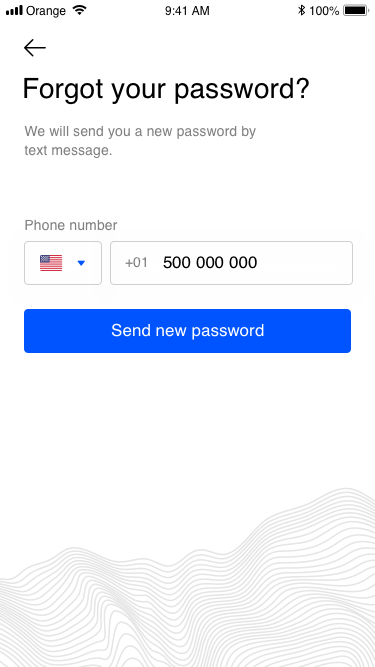 Orange 9:41 AM 100%
Forgot your password?
We will send you a new password by
text message.
Phone number
+01 500 000 000
Send new password